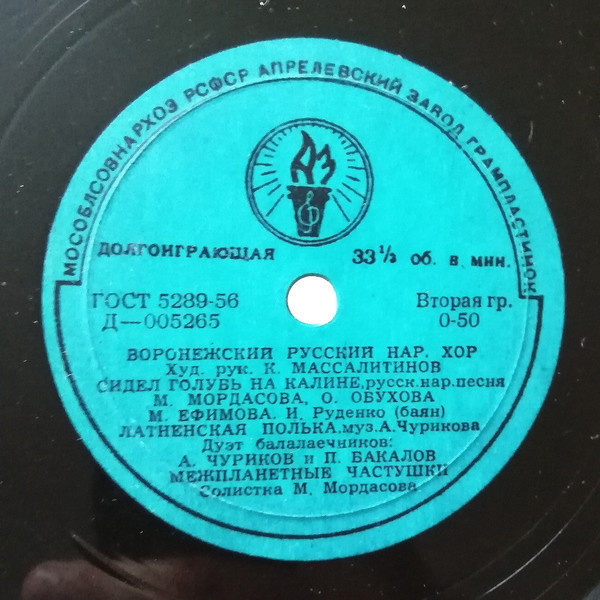 МОСОБЛСОВНАРХОЗ РСФСР АПРЕЛЕВСКИЙ ЗАВОД ГРАМПЛАСТИНОК
АЗ
ДОЛГОИГРАЮЩАЯ 33 1/3 об. в мин.
ГОСТ 5289-56 Вторая гр.
Д—005265 0-50
ВОРОНЕЖСКИЙ РУССКИЙ НАР. ХОР
Худ. рук. К. МАССАЛИТИНОВ
СИДЕЛ ГОЛУБЬ НА КАЛИНЕ,русск.нар.песня
М. МОРДАСОВА, О. ОБУХОВА
М. ЕФИМОВА. И. Руденко (баян)
ЛАТНЕНСКАЯ ПОЛЬКА.муз.А.Чурикова
Дуэт балалаечников:
А. ЧУРИКОВ и П. БАКАЛОВ
МЕЖПЛАНЕТНЫЕ ЧАСТУШКИ
Солистка М. Мордасова